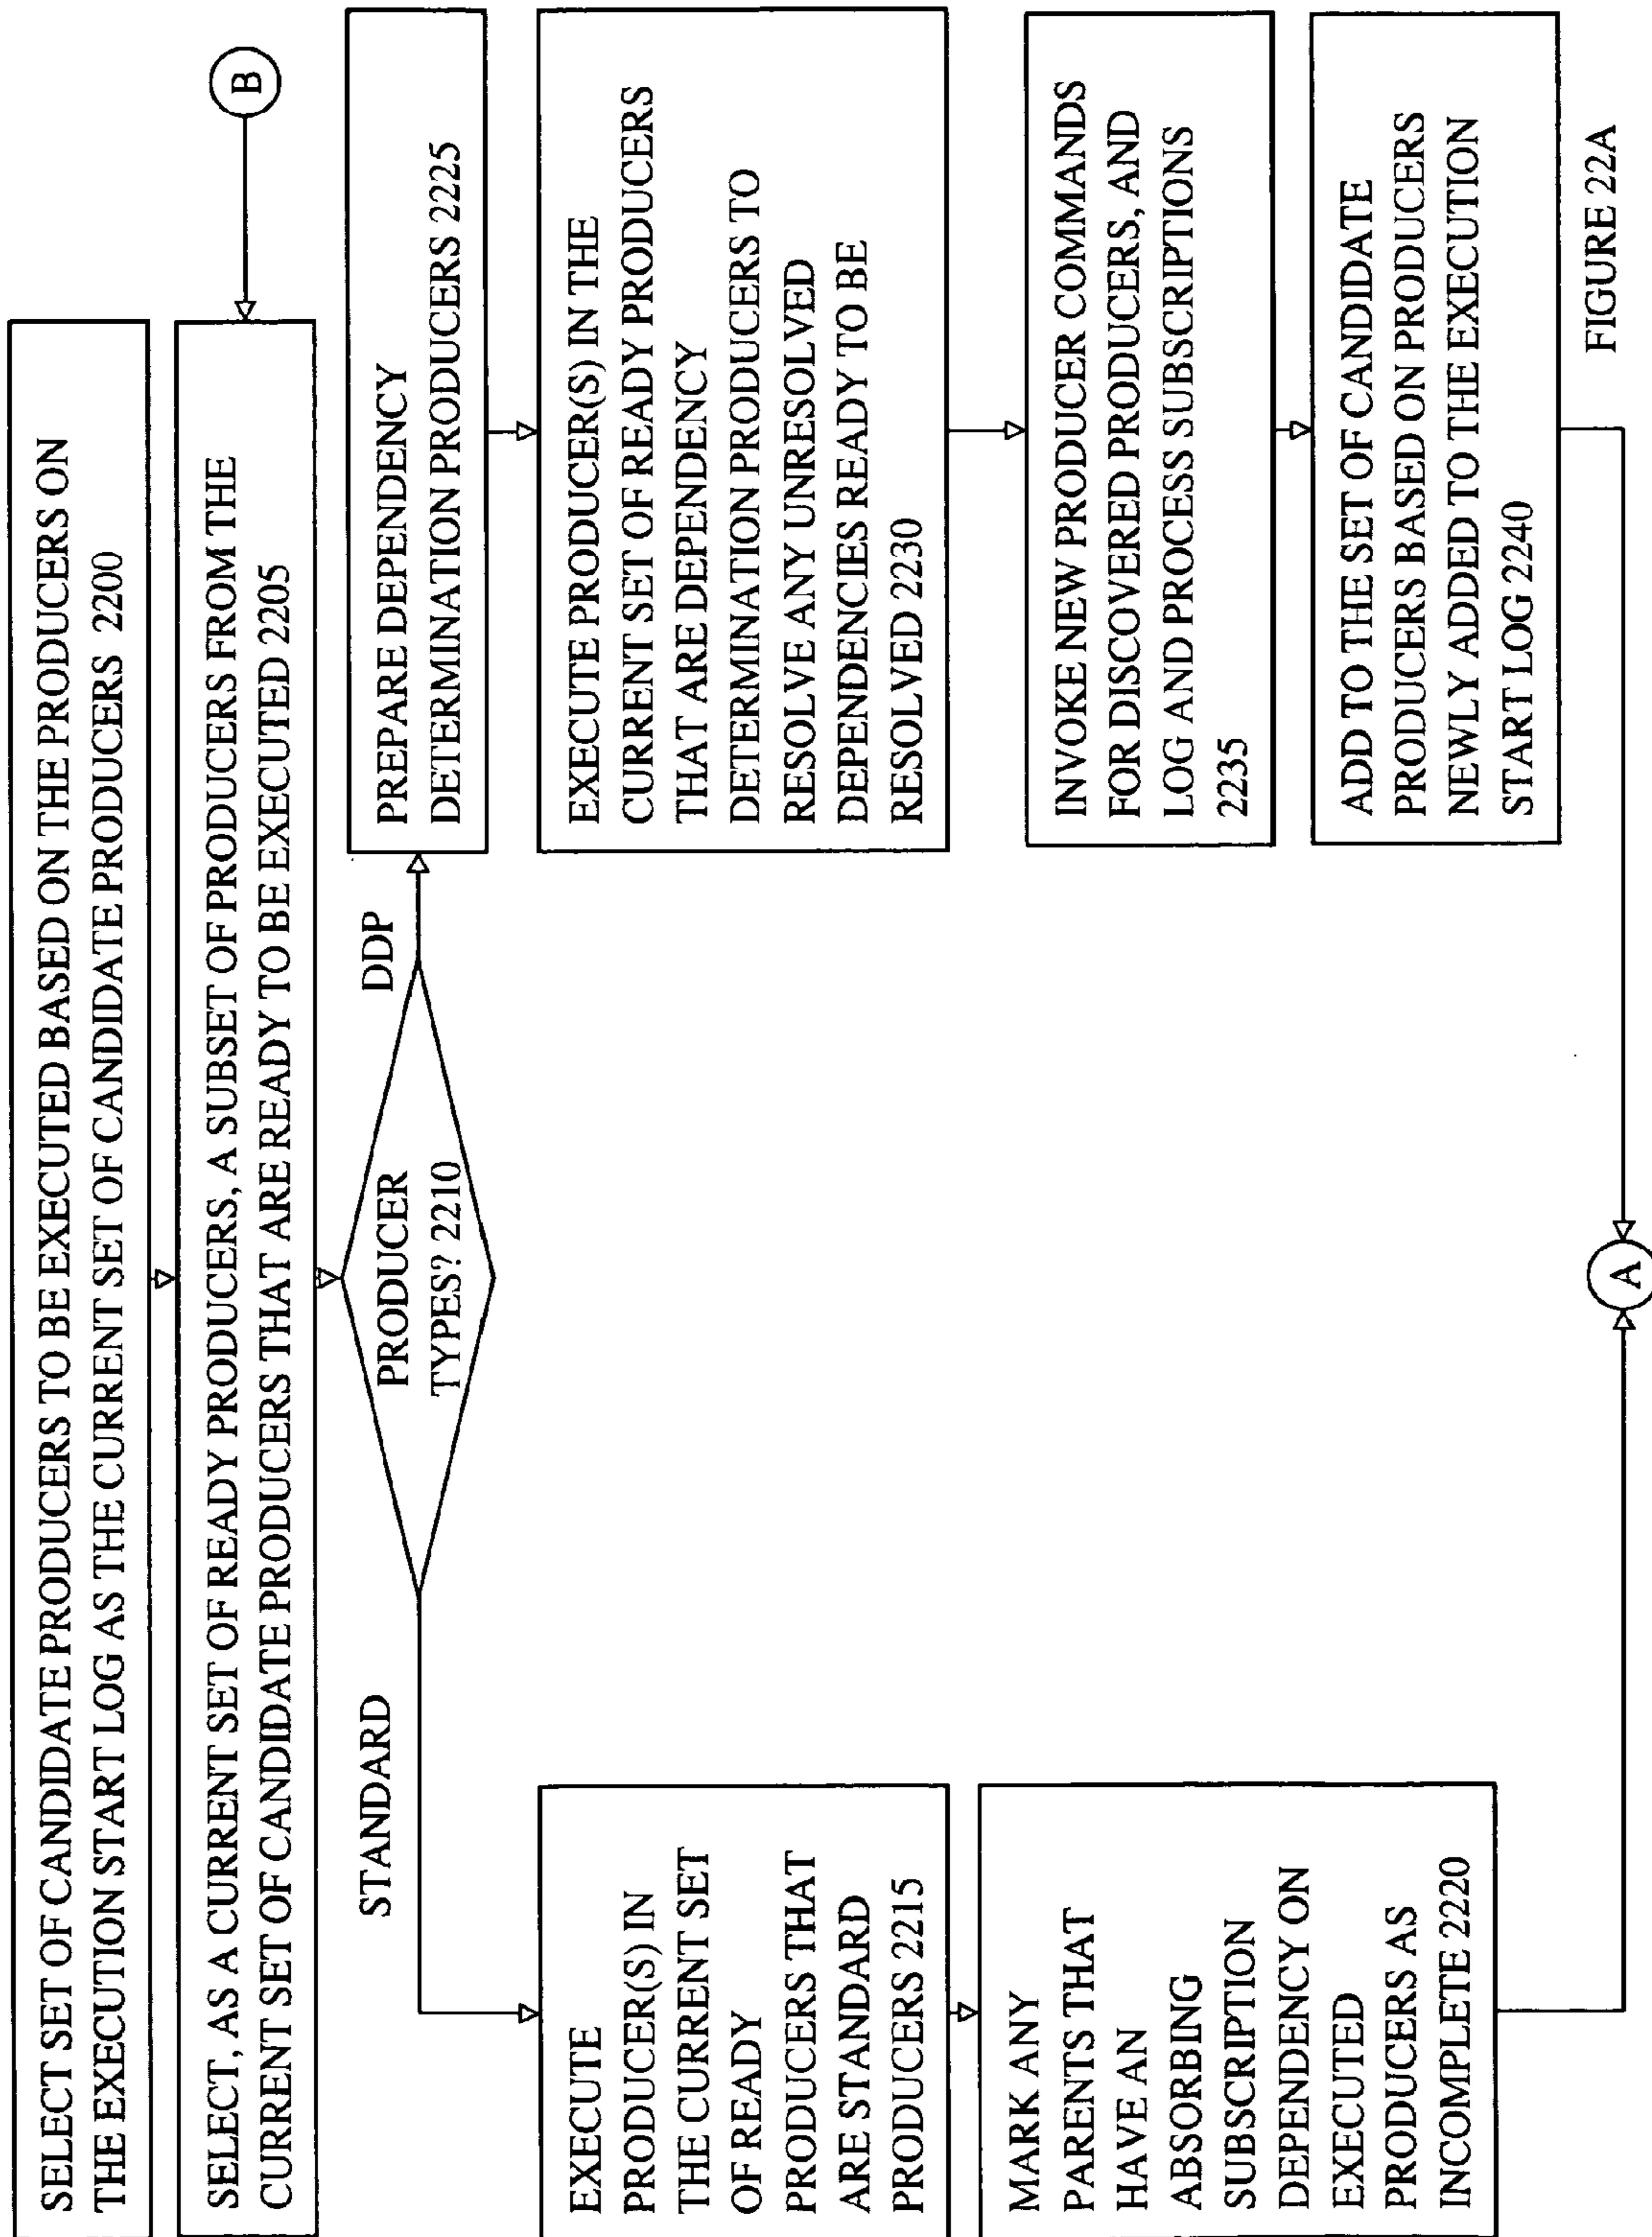 SELECT SET OF CANDIDATE PRODUCERS TO BE EXECUTED BASED ON THE PRODUCERS ON
THE EXECUTION START LOG AS THE CURRENT SET OF CANDIDATE PRODUCERS 2200
B
SELECT, AS A CURRENT SET OF READY PRODUCERS, A SUBSET OF PRODUCERS FROM THE
CURRENT SET OF CANDIDATE PRODUCERS THAT ARE READY TO BE EXECUTED 2205
PRODUCER
TYPES? 2210
STANDARD
DDP
EXECUTE
PRODUCER(S) IN
THE CURRENT SET
OF READY
PRODUCERS THAT
ARE STANDARD
PRODUCERS 2215
MARK ANY
PARENTS THAT
HAVE AN
ABSORBING
SUBSCRIPTION
DEPENDENCY ON
EXECUTED
PRODUCERS AS
INCOMPLETE 2220
PREPARE DEPENDENCY
DETERMINATION PRODUCERS 2225
EXECUTE PRODUCER(S) IN THE
CURRENT SET OF READY PRODUCERS
THAT ARE DEPENDENCY
DETERMINATION PRODUCERS TO
RESOLVE ANY UNRESOLVED
DEPENDENCIES READY TO BE
RESOLVED 2230
INVOKE NEW PRODUCER COMMANDS
FOR DISCOVERED PRODUCERS, AND
LOG AND PROCESS SUBSCRIPTIONS
2235
ADD TO THE SET OF CANDIDATE
PRODUCERS BASED ON PRODUCERS
NEWLY ADDED TO THE EXECUTION
START LOG 2240
A
FIGURE 22A